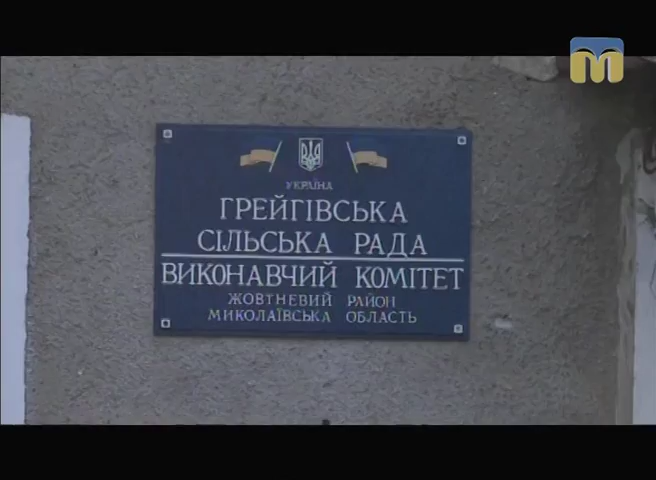 УКРАЇНА
ГРЕЙГІВСЬКА
СІЛЬСЬКА РАДА
ВИКОНАВЧИЙ КОМІТЕТ
ЖОВТНЕВИЙ РАЙОН
МИКОЛАЇВСЬКА ОБЛАСТЬ